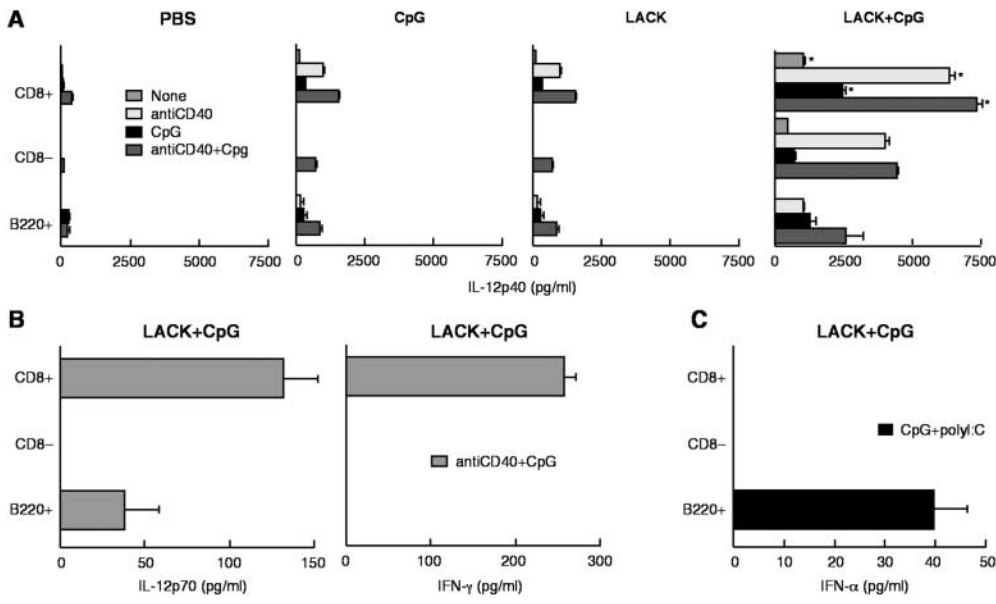 A
PBS
CpG
LACK
LACK+CpG
CD8+
CD8−
B220+
None
antiCD40
CpG
antiCD40+Cpg
* * * *
0 2500 5000 7500
0 2500 5000 7500
0 2500 5000 7500
0 2500 5000 7500
IL-12p40 (pg/ml)
B
LACK+CpG
LACK+CpG
CD8+
CD8−
B220+
antiCD40+CpG
0 50 100 150
IL-12p70 (pg/ml)
0 100 200 300
IFN-γ (pg/ml)
C
LACK+CpG
CD8+
CD8−
B220+
CpG+polyI:C
0 10 20 30 40 50
IFN-α (pg/ml)